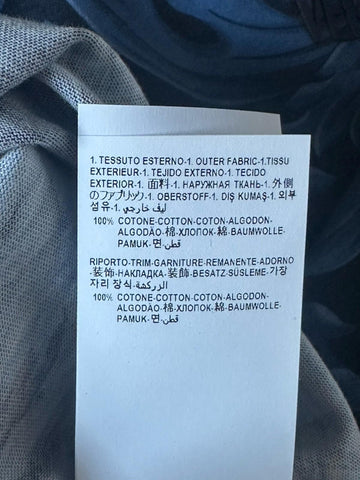 1. TESSUTO ESTERNO-1. OUTER FABRIC-1.TISSU
EXTERIEUR-1. TEJIDO EXTERNO-1. TECIDO
EXTERIOR-1. 面料-1. НАРУЖНАЯ ТКАНЬ-1. 外側
のファブリック-1. OBERSTOFF-1. DIŞ KUMAŞ-1. 외부
섬유-1. ليف خارجي
100% COTONE-COTTON-COTON-ALGODON-
ALGODÃO-棉-ХЛОПОК-綿-BAUMWOLLE-
PAMUK-면-قطن
RIPORTO-TRIM-GARNITURE-REMANENTE-ADORNO
-装饰-НАКЛАДКА-装飾-BESATZ-SÜSLEME-가장
자리 장식-الزركشة
100% COTONE-COTTON-COTON-ALGODON-
ALGODÃO-棉-ХЛОПОК-綿-BAUMWOLLE-
PAMUK-면-قطن